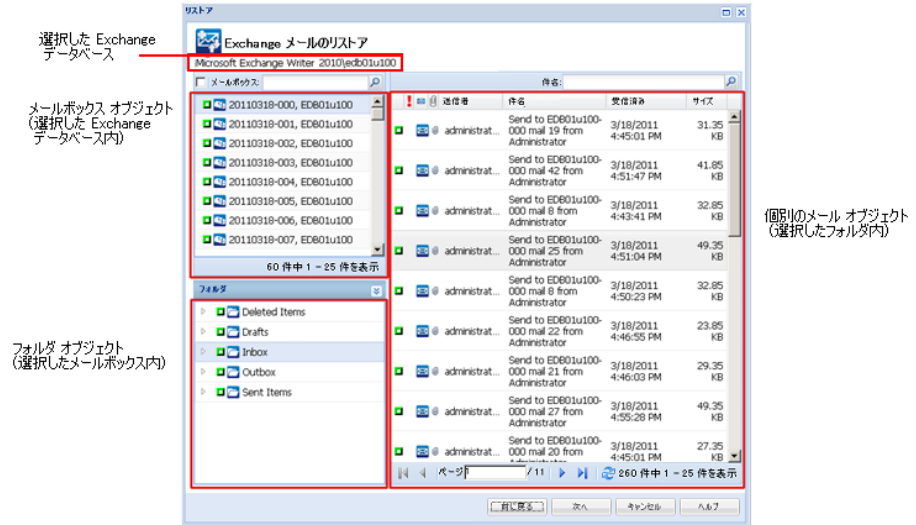 リストア
選択した Exchange
データベース
Exchange メールのリストア
Microsoft Exchange Writer 2010\edb01u100
メールボックス:
件名:
メールボックス オブジェクト
(選択した Exchange
データベース内)
20110318-000, EDB01u100
20110318-001, EDB01u100
20110318-002, EDB01u100
20110318-003, EDB01u100
20110318-004, EDB01u100
20110318-005, EDB01u100
20110318-006, EDB01u100
20110318-007, EDB01u100
60 件中 1 - 25 件を表示
フォルダ
Deleted Items
Drafts
Inbox
Outbox
Sent Items
フォルダ オブジェクト
(選択したメールボックス内)
送信者 件名 受信済み サイズ
administrat... Send to EDB01u100-000 mail 19 from Administrator 3/18/2011 4:45:01 PM 31.35 KB
administrat... Send to EDB01u100-000 mail 42 from Administrator 3/18/2011 4:51:47 PM 41.85 KB
administrat... Send to EDB01u100-000 mail 8 from Administrator 3/18/2011 4:43:41 PM 32.85 KB
administrat... Send to EDB01u100-000 mail 25 from Administrator 3/18/2011 4:51:04 PM 49.35 KB
administrat... Send to EDB01u100-000 mail 8 from Administrator 3/18/2011 4:50:23 PM 32.85 KB
administrat... Send to EDB01u100-000 mail 22 from Administrator 3/18/2011 4:46:55 PM 23.85 KB
administrat... Send to EDB01u100-000 mail 21 from Administrator 3/18/2011 4:46:03 PM 29.35 KB
administrat... Send to EDB01u100-000 mail 27 from Administrator 3/18/2011 4:55:28 PM 49.35 KB
administrat... Send to EDB01u100-000 mail 20 from Administrator 3/18/2011 4:45:01 PM 27.35 KB
ページ 1 / 11 260 件中 1 - 25 件を表示
個別のメール オブジェクト
(選択したフォルダ内)
前に戻る 次へ キャンセル ヘルプ